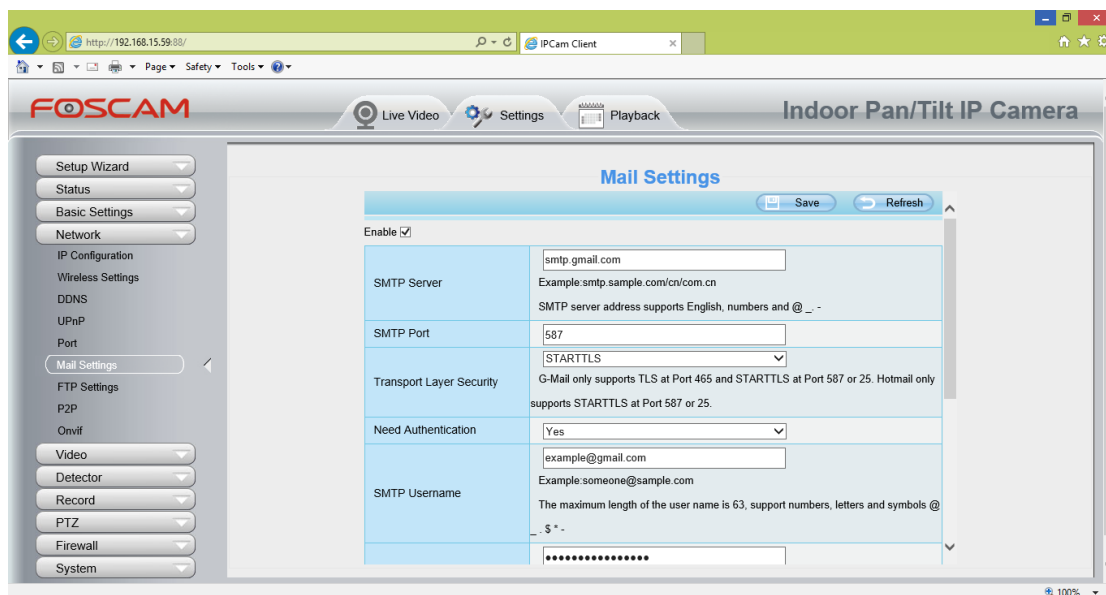 http://192.168.15.59:88/
IPCam Client
Page Safety Tools
FOSCAM
Live Video Settings Playback
Indoor Pan/Tilt IP Camera
Setup Wizard
Status
Basic Settings
Network
IP Configuration
Wireless Settings
DDNS
UPnP
Port
Mail Settings
FTP Settings
P2P
Onvif
Video
Detector
Record
PTZ
Firewall
System
Mail Settings
Save Refresh
Enable
SMTP Server
smtp.gmail.com
Example:smtp.sample.com/cn/com.cn
SMTP server address supports English, numbers and @ _ . -
SMTP Port
587
Transport Layer Security
STARTTLS
G-Mail only supports TLS at Port 465 and STARTTLS at Port 587 or 25. Hotmail only
supports STARTTLS at Port 587 or 25.
Need Authentication
Yes
SMTP Username
example@gmail.com
Example:someone@sample.com
The maximum length of the user name is 63, support numbers, letters and symbols @
_ . $ * -
••••••••••••••••
100%